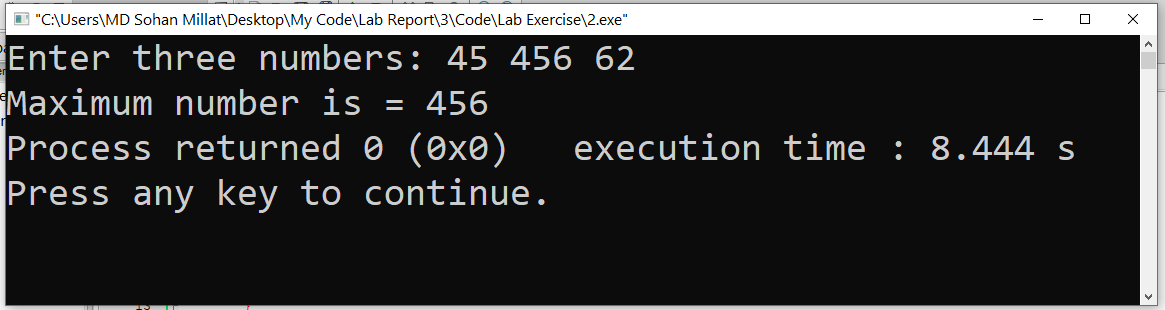 "C:\Users\MD Sohan Millat\Desktop\My Code\Lab Report\3\Code\Lab Exercise\2.exe"
Enter three numbers: 45 456 62
Maximum number is = 456
Process returned 0 (0x0)   execution time : 8.444 s
Press any key to continue.